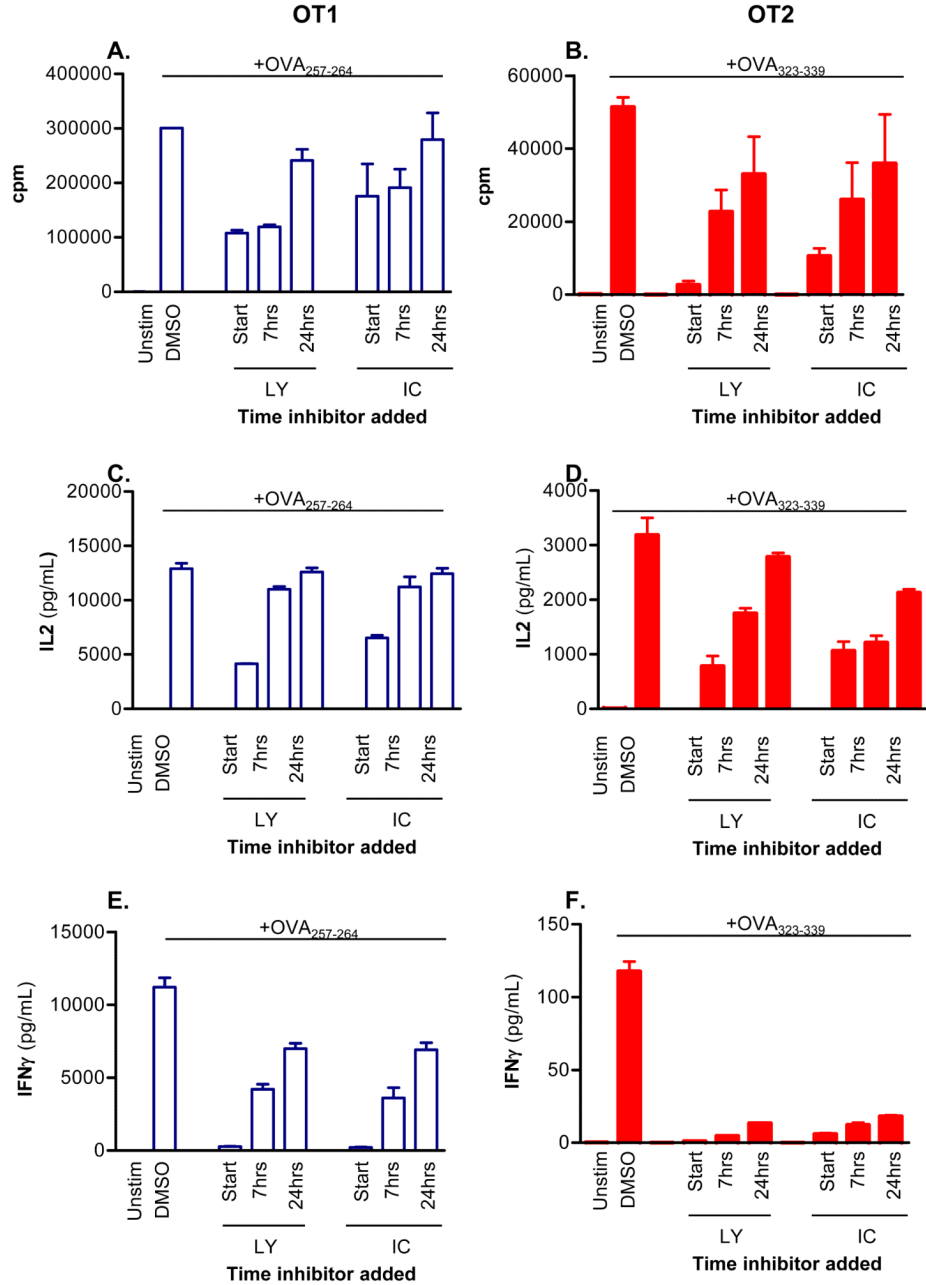 OT1
OT2
A.
+OVA257-264
400000
300000
200000
100000
0
cpm
Unstim
DMSO
Start
7hrs
24hrs
Start
7hrs
24hrs
LY
IC
Time inhibitor added
B.
+OVA323-339
60000
40000
20000
0
cpm
Unstim
DMSO
Start
7hrs
24hrs
Start
7hrs
24hrs
LY
IC
Time inhibitor added
C.
+OVA257-264
20000
15000
10000
5000
0
IL2 (pg/mL)
Unstim
DMSO
Start
7hrs
24hrs
Start
7hrs
24hrs
LY
IC
Time inhibitor added
D.
+OVA323-339
4000
3000
2000
1000
0
IL2 (pg/mL)
Unstim
DMSO
Start
7hrs
24hrs
Start
7hrs
24hrs
LY
IC
Time inhibitor added
E.
+OVA257-264
15000
10000
5000
0
IFNγ (pg/mL)
Unstim
DMSO
Start
7hrs
24hrs
Start
7hrs
24hrs
LY
IC
Time inhibitor added
F.
+OVA323-339
150
100
50
0
IFNγ (pg/mL)
Unstim
DMSO
Start
7hrs
24hrs
Start
7hrs
24hrs
LY
IC
Time inhibitor added